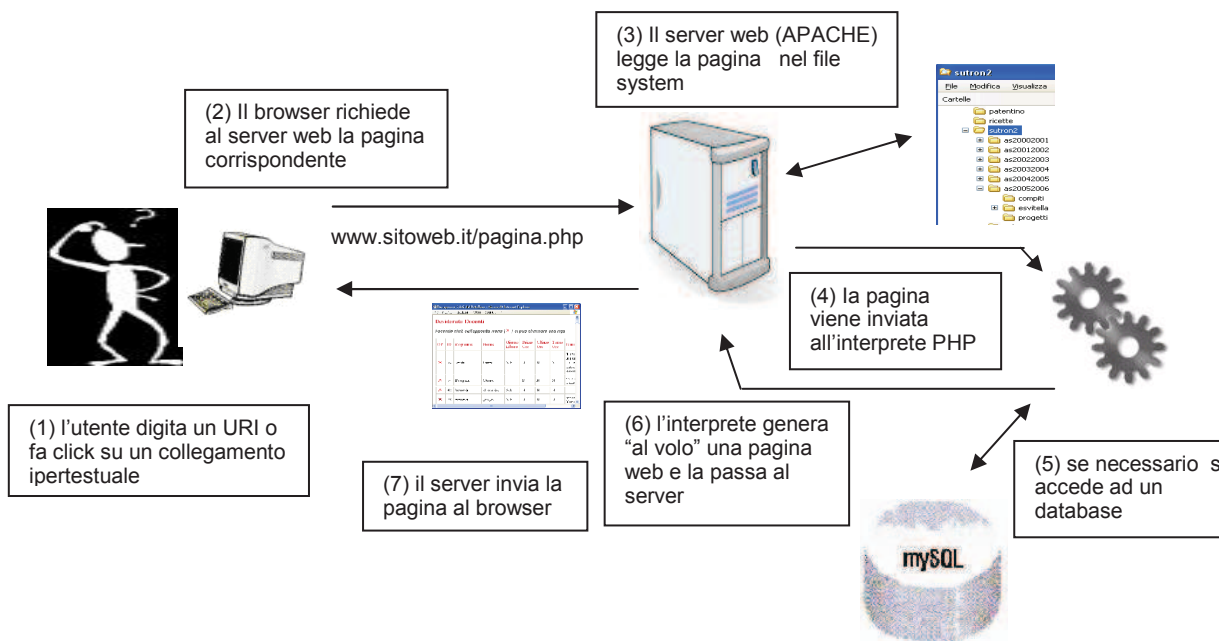 (3) Il server web (APACHE)
legge la pagina nel file
system
sutron2
File Modifica Visualizza
Cartelle
patentino
ricette
sutron2
as20002001
as20012002
as20022003
as20032004
as20042005
as20052006
compiti
esvitella
progetti
(2) Il browser richiede
al server web la pagina
corrispondente
www.sitoweb.it/pagina.php
(4) la pagina
viene inviata
all'interprete PHP
(1) l'utente digita un URI o
fa click su un collegamento
ipertestuale
(7) il server invia la
pagina al browser
(6) l'interprete genera
“al volo” una pagina
web e la passa al
server
(5) se necessario s
accede ad un
database
mySQL